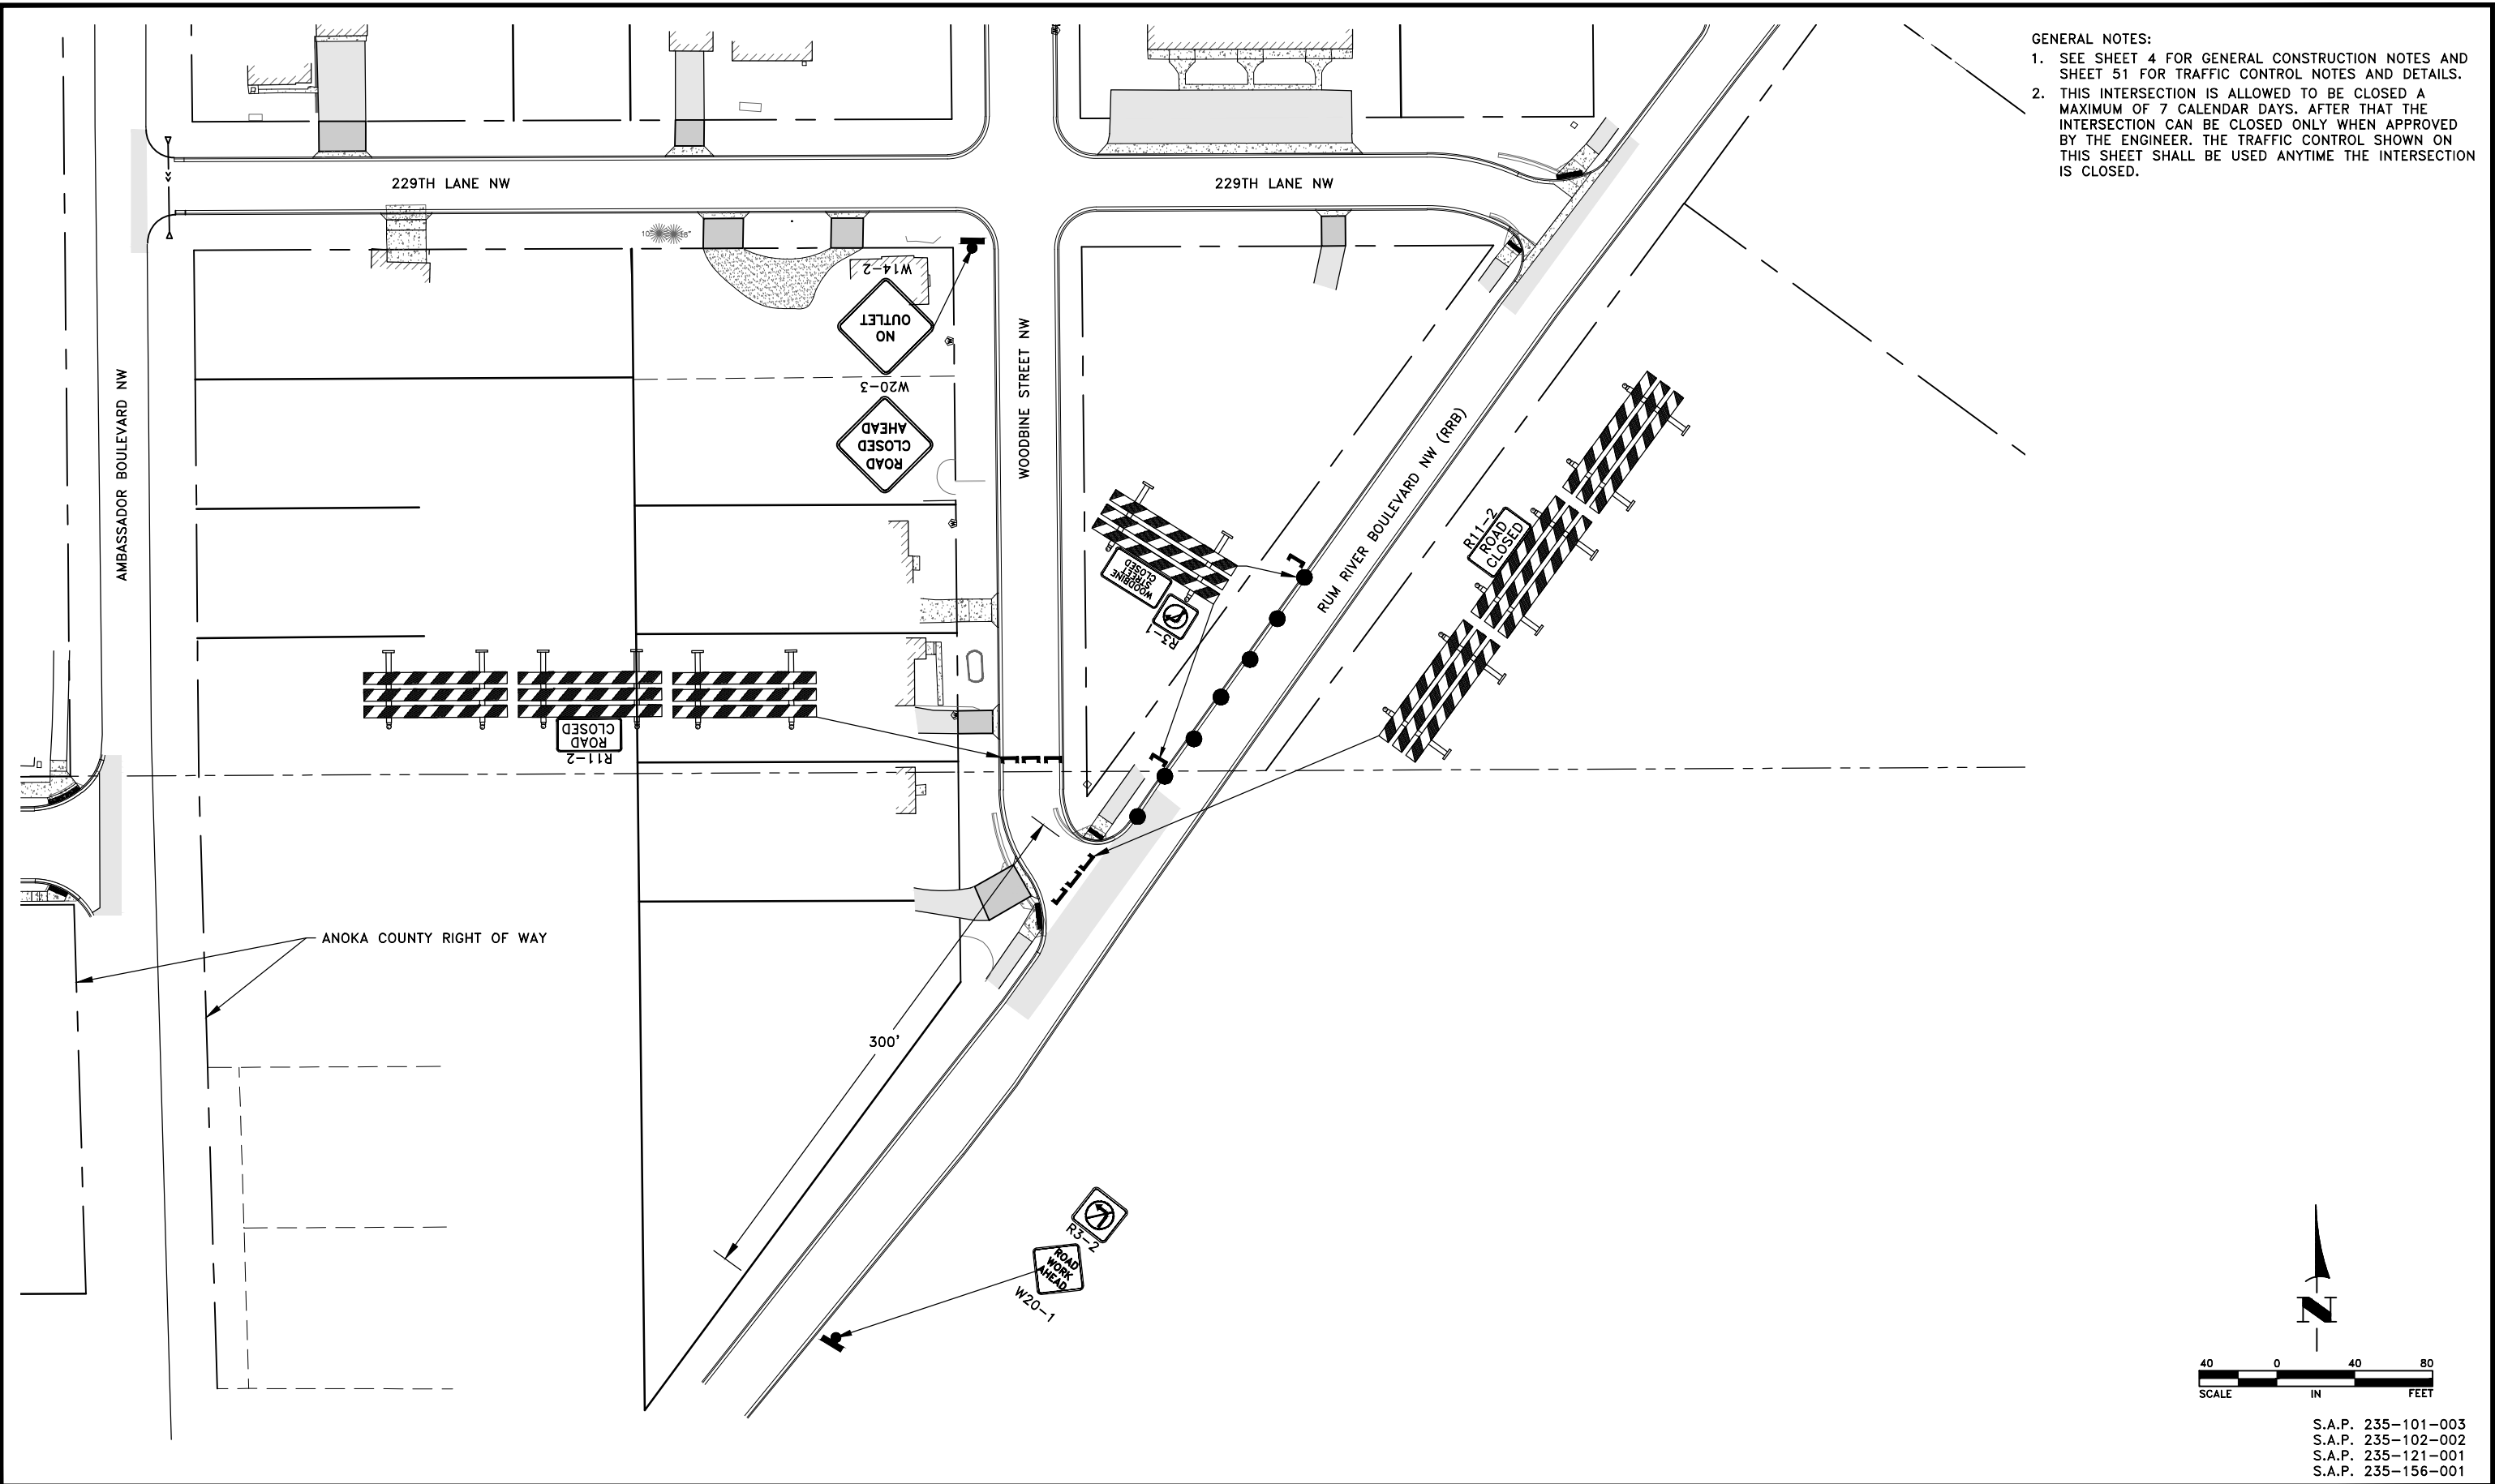 GENERAL NOTES:
1. SEE SHEET 4 FOR GENERAL CONSTRUCTION NOTES AND
SHEET 51 FOR TRAFFIC CONTROL NOTES AND DETAILS.
2. THIS INTERSECTION IS ALLOWED TO BE CLOSED A
MAXIMUM OF 7 CALENDAR DAYS. AFTER THAT THE
INTERSECTION CAN BE CLOSED ONLY WHEN APPROVED
BY THE ENGINEER. THE TRAFFIC CONTROL SHOWN ON
THIS SHEET SHALL BE USED ANYTIME THE INTERSECTION
IS CLOSED.
229TH LANE NW
229TH LANE NW
W14-2
NO
OUTLET
W20-3
ROAD
CLOSED
AHEAD
AMBASSADOR BOULEVARD NW
WOODBINE STREET NW
RUM RIVER BOULEVARD NW (RRB)
R11-2
ROAD
CLOSED
WOODBINE
STREET
CLOSED
R3-1
ROAD
CLOSED
R11-2
ANOKA COUNTY RIGHT OF WAY
300'
R3-2
ROAD
WORK
AHEAD
W20-1
N
40 0 40 80
SCALE IN FEET
S.A.P. 235-101-003
S.A.P. 235-102-002
S.A.P. 235-121-001
S.A.P. 235-156-001